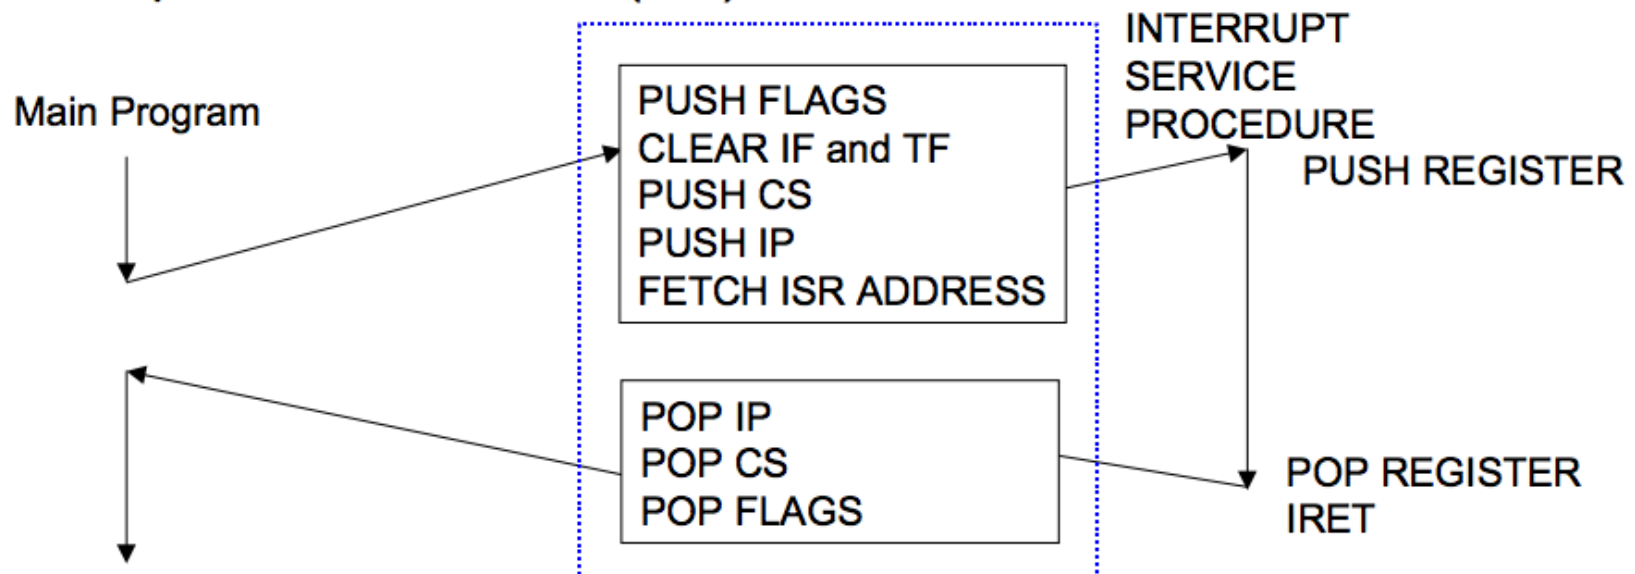 Main Program
PUSH FLAGS
CLEAR IF and TF
PUSH CS
PUSH IP
FETCH ISR ADDRESS
INTERRUPT
SERVICE
PROCEDURE
PUSH REGISTER
POP IP
POP CS
POP FLAGS
POP REGISTER
IRET